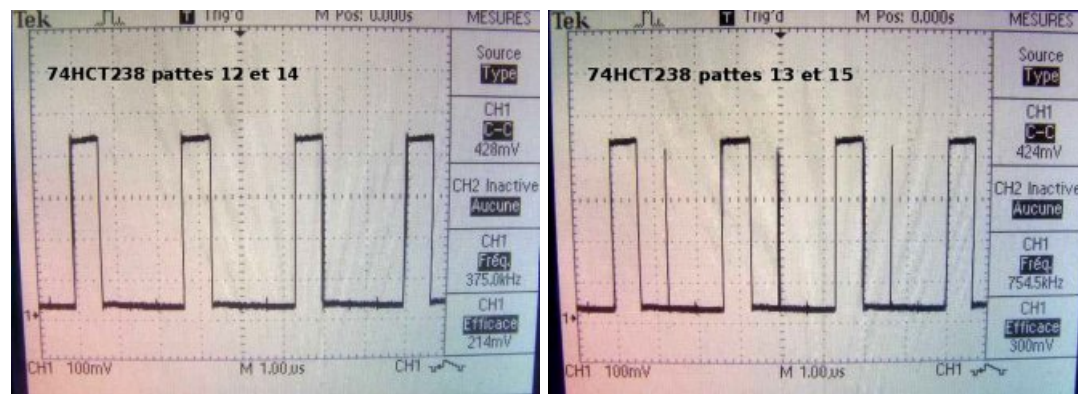 Tek
T Trig'd
M Pos: 0.000s
MESURES
74HCT238 pattes 12 et 14
Source
Type
CH1
C-C
428mV
CH2 Inactive
Aucune
CH1
Fréq.
375.0kHz
CH1
Efficace
214mV
1
CH1 100mV
M 1.00µs
CH1
Tek
T Trig'd
M Pos: 0.000s
MESURES
74HCT238 pattes 13 et 15
Source
Type
CH1
C-C
424mV
CH2 Inactive
Aucune
CH1
Fréq.
754.5kHz
CH1
Efficace
300mV
1
CH1 100mV
M 1.00µs
CH1